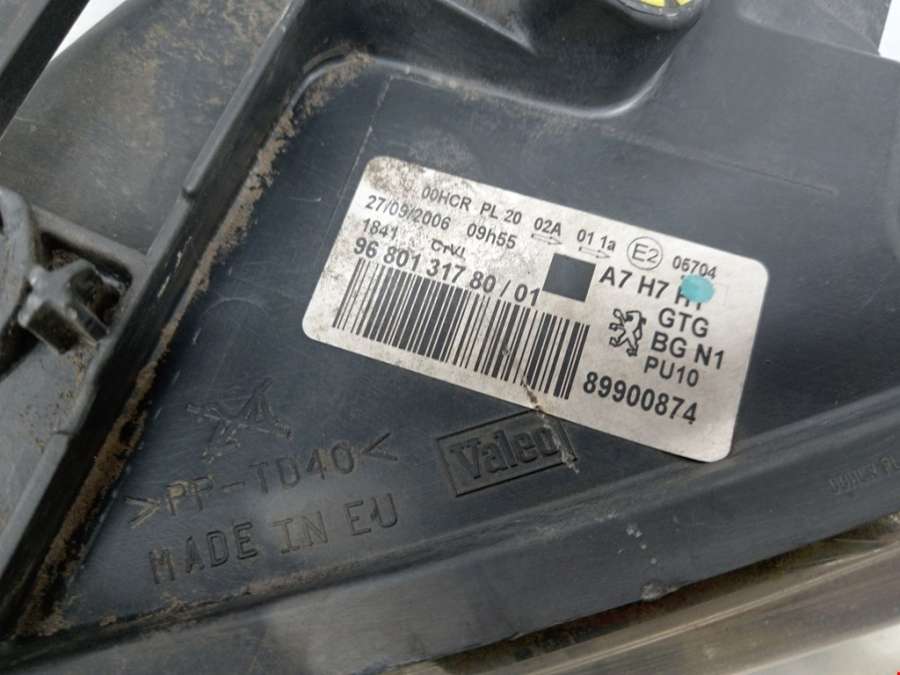 00HCR PL 20 02A 01 1a E2 05704
27/09/2006 09h55
1841
96 801 317 80 / 01
A7 H7 H1
GTG
BG N1
PU10
89900874
Valeo
>PP-TD40<
MADE IN EU